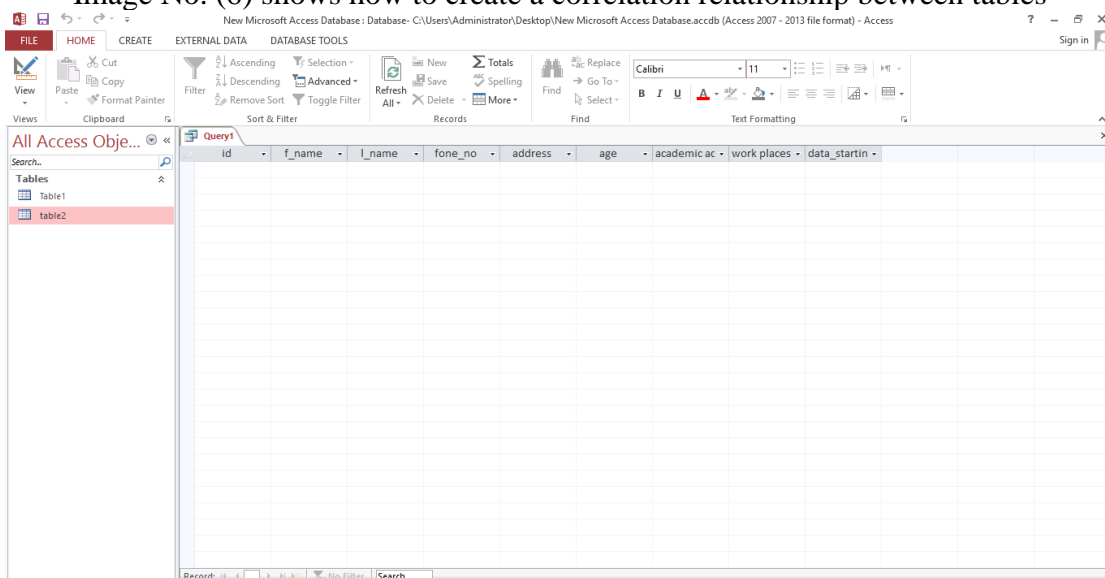 Image No. (6) shows how to create a correlation relationship between tables
New Microsoft Access Database : Database- C:\Users\Administrator\Desktop\New Microsoft Access Database.accdb (Access 2007 - 2013 file format) - Access
FILE HOME CREATE EXTERNAL DATA DATABASE TOOLS Sign in
View Paste Cut Copy Format Painter
Filter Ascending Descending Remove Sort Selection Advanced Toggle Filter
Refresh All New Save Delete Totals Spelling More
Find Replace Go To Select
Calibri 11
B I U A
Views Clipboard Sort & Filter Records Find Text Formatting
All Access Obje...
Search..
Tables
Table1
table2
Query1
id f_name l_name fone_no address age academic ac work places data_startin
Record: No Filter Search